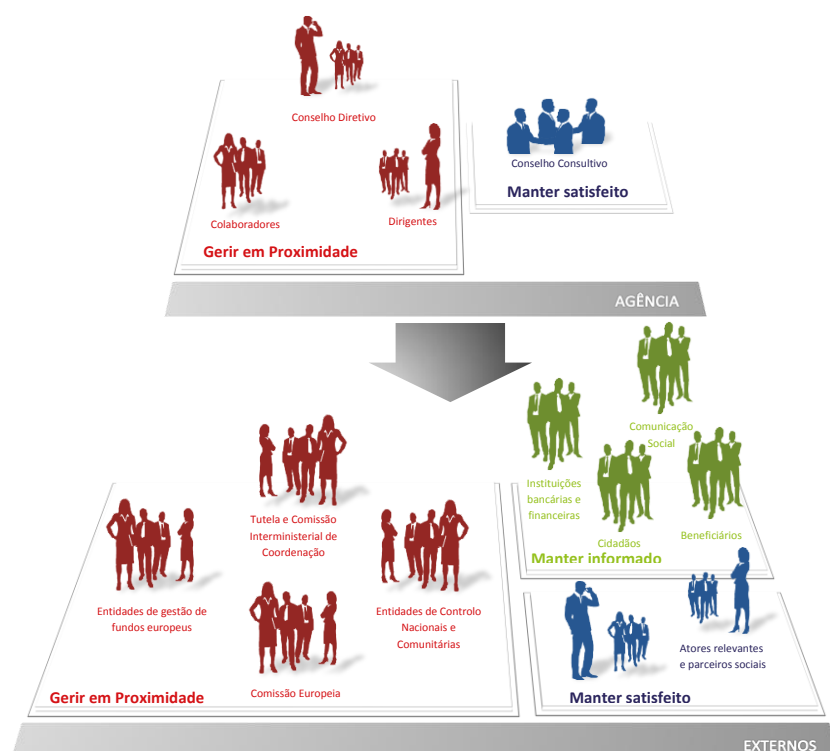 Conselho Diretivo
Colaboradores
Dirigentes
Gerir em Proximidade
Conselho Consultivo
Manter satisfeito
AGÊNCIA
Comunicação
Social
Instituições
bancárias e
financeiras
Cidadãos
Beneficiários
Manter informado
Tutela e Comissão
Interministerial de
Coordenação
Entidades de gestão de
fundos europeus
Entidades de Controlo
Nacionais e
Comunitárias
Comissão Europeia
Gerir em Proximidade
Atores relevantes
e parceiros sociais
Manter satisfeito
EXTERNOS